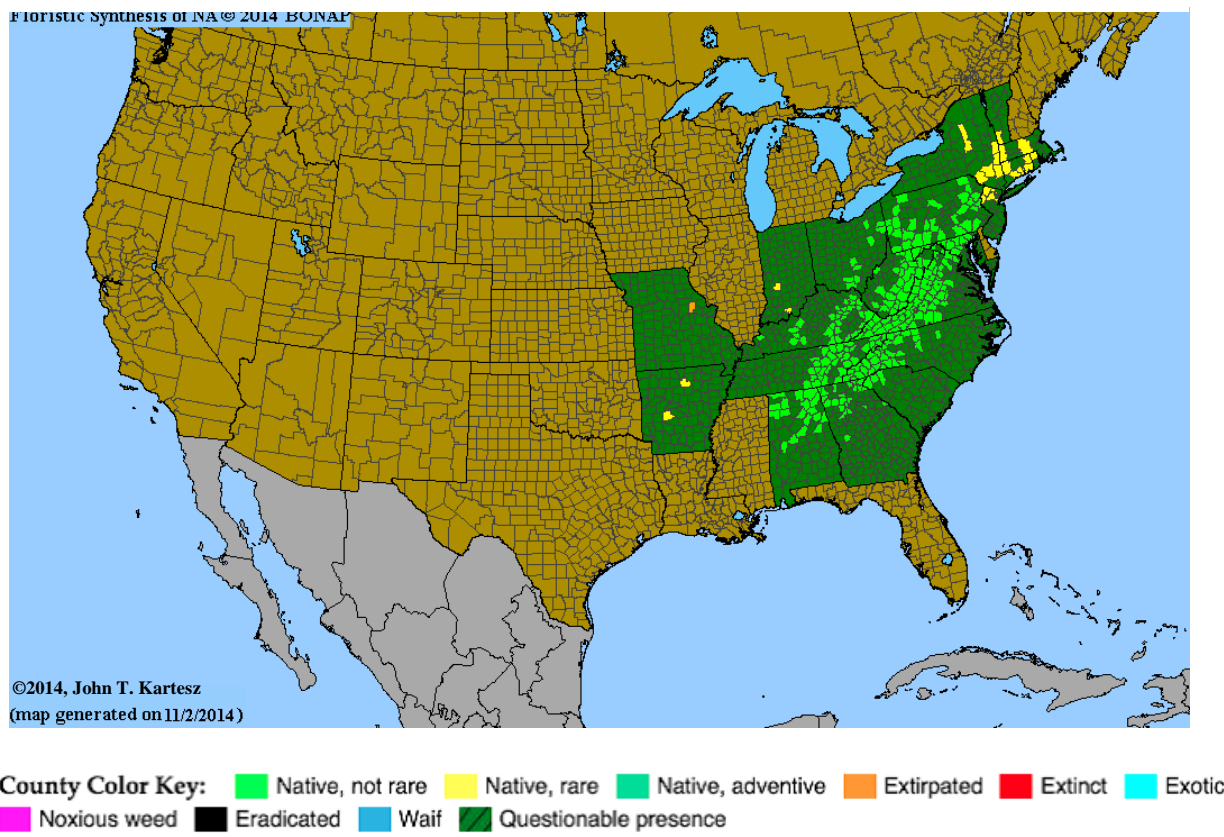 Floristic Synthesis of NA © 2014 BONAP
©2014, John T. Kartesz
(map generated on 11/2/2014)
County Color Key: Native, not rare Native, rare Native, adventive Extirpated Extinct Exotic
Noxious weed Eradicated Waif Questionable presence